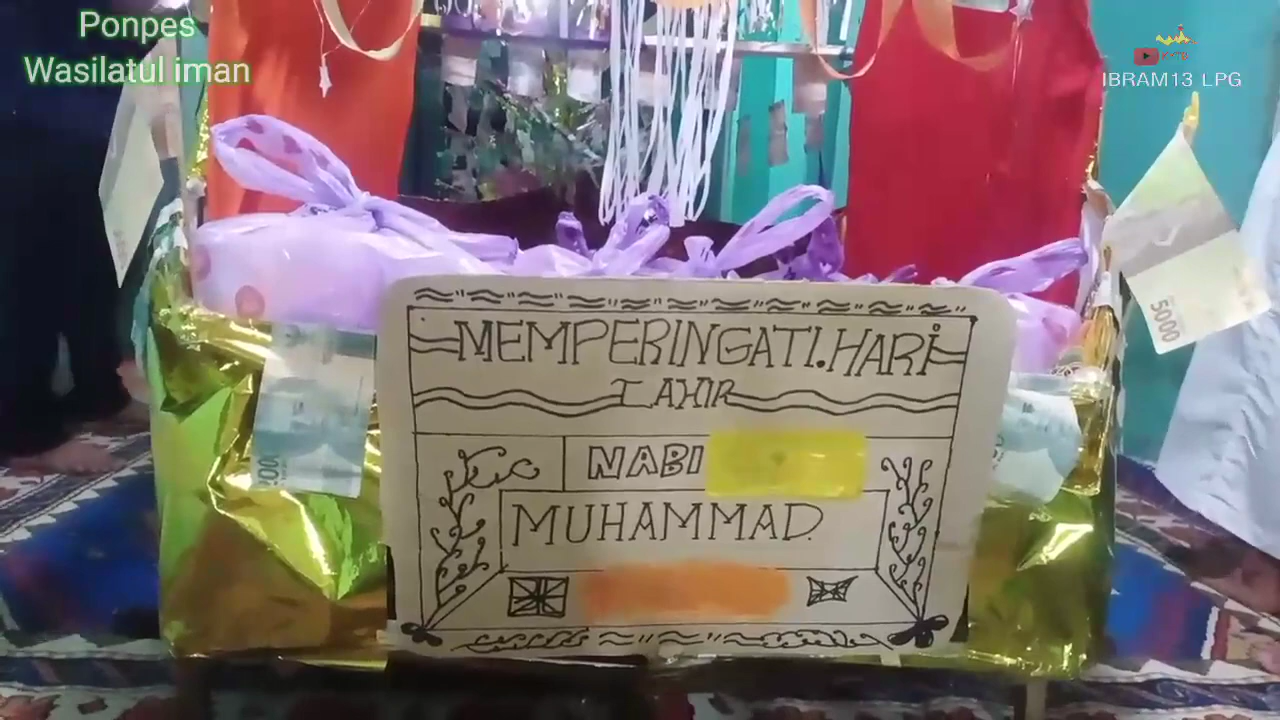 Ponpes
Wasilatul iman
IBRAM13 LPG
5000
MEMPERINGATI.HARI
LAHIR
NABI
MUHAMMAD.